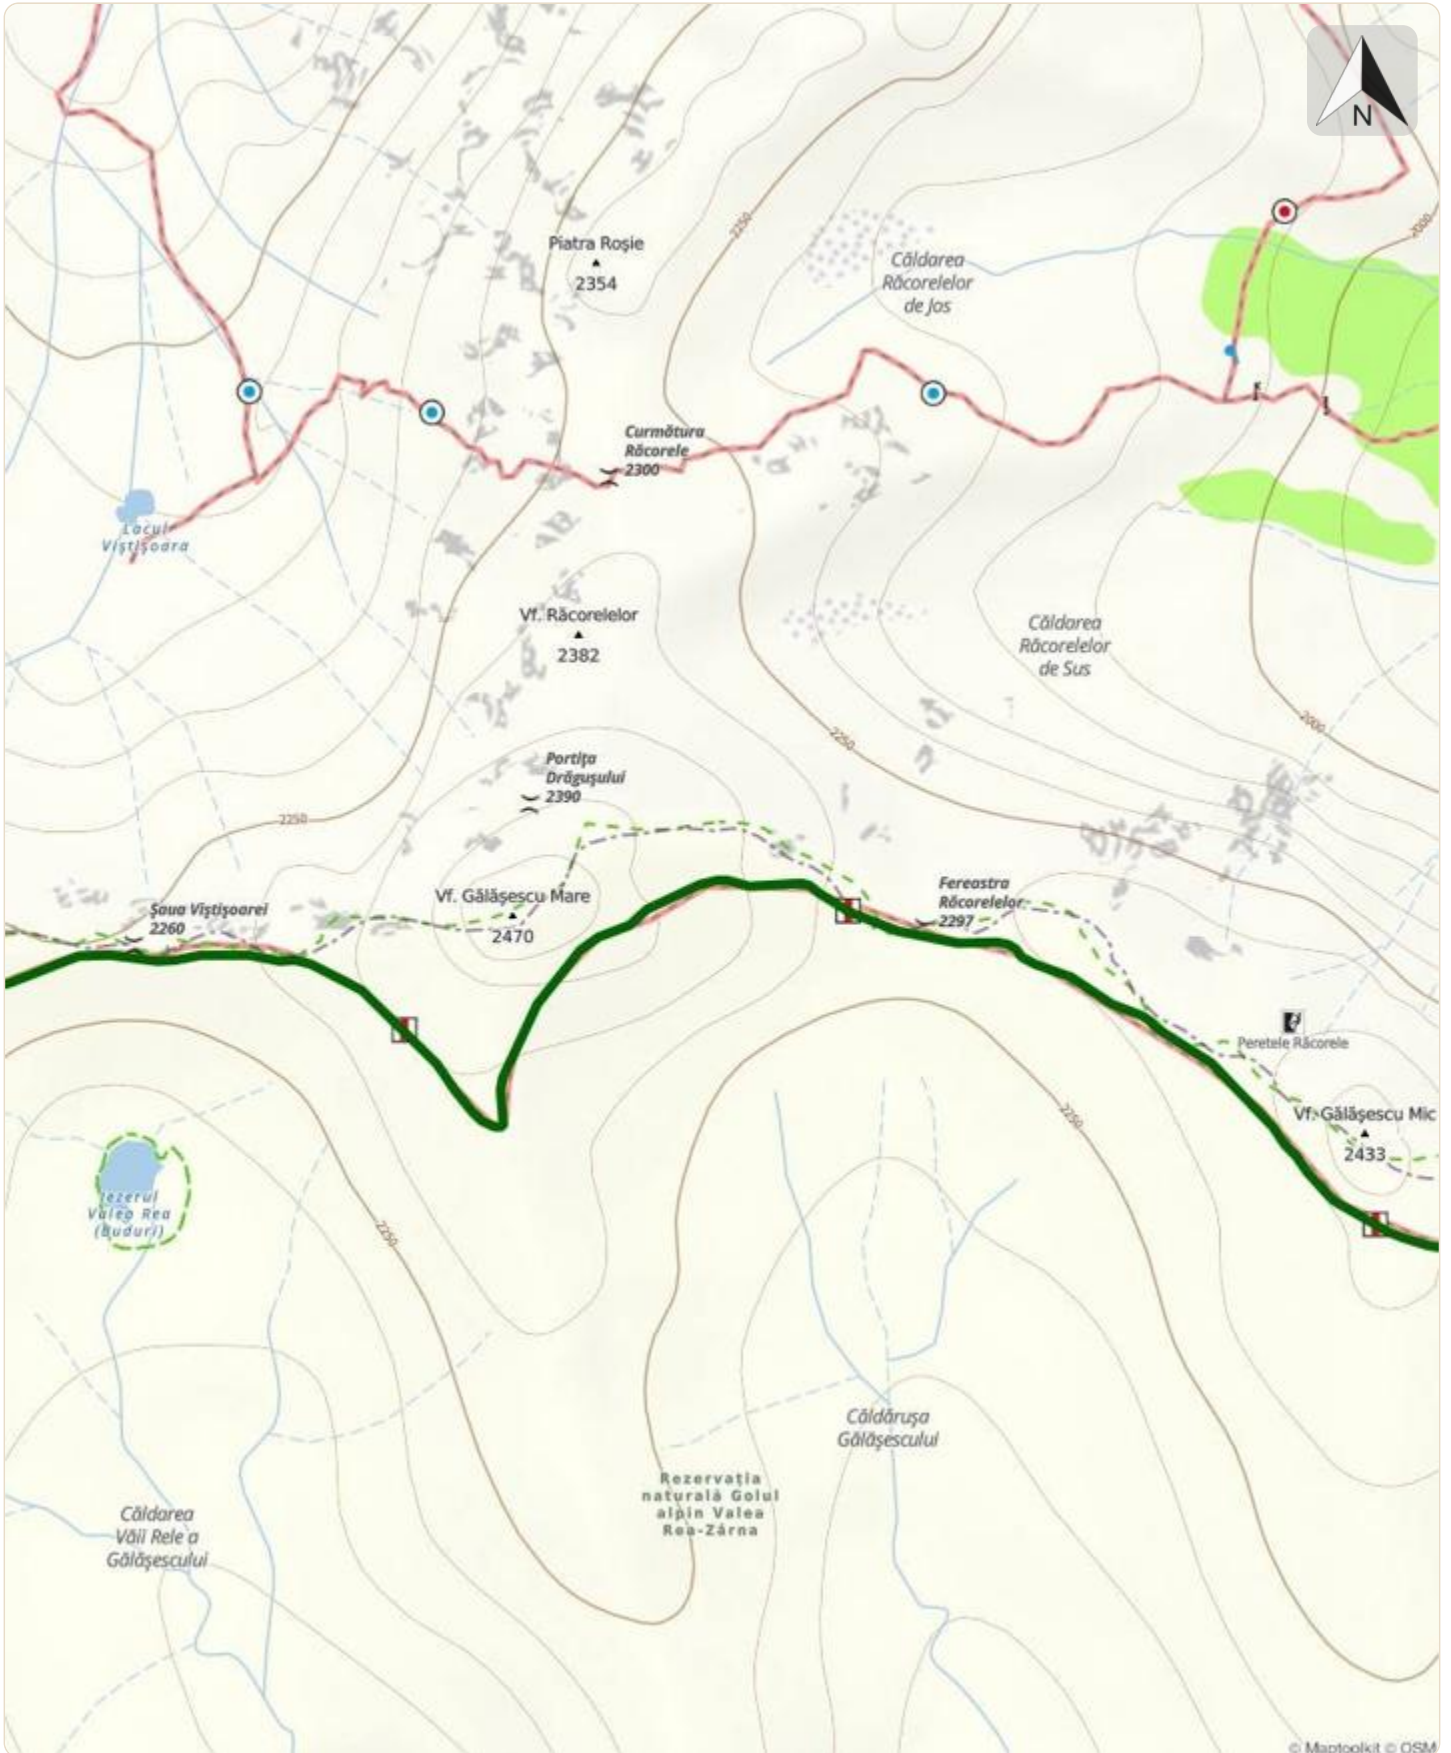 N
2250
2000
Piatra Roșie
2354
Căldarea
Răcorelelor
de Jos
Curmătura
Răcorele
2300
Lacul
Viștișoara
Vf. Răcorelelor
2382
Căldarea
Răcorelelor
de Sus
2000
2250
Portița
Drăgușului
2390
2250
Vf. Gălășescu Mare
2470
Fereastra
Răcorelelor
2297
Șaua Viștișoarei
2260
Peretele Răcorele
Vf. Gălășescu Mic
2433
2250
Iezerul
Valea Rea
(Buduri)
2250
Căldărușa
Gălășescului
Rezervația
naturală Golul
alpin Valea
Rea-Zârna
Căldarea
Văii Rele a
Gălășescului
© Maptoolkit © OSM